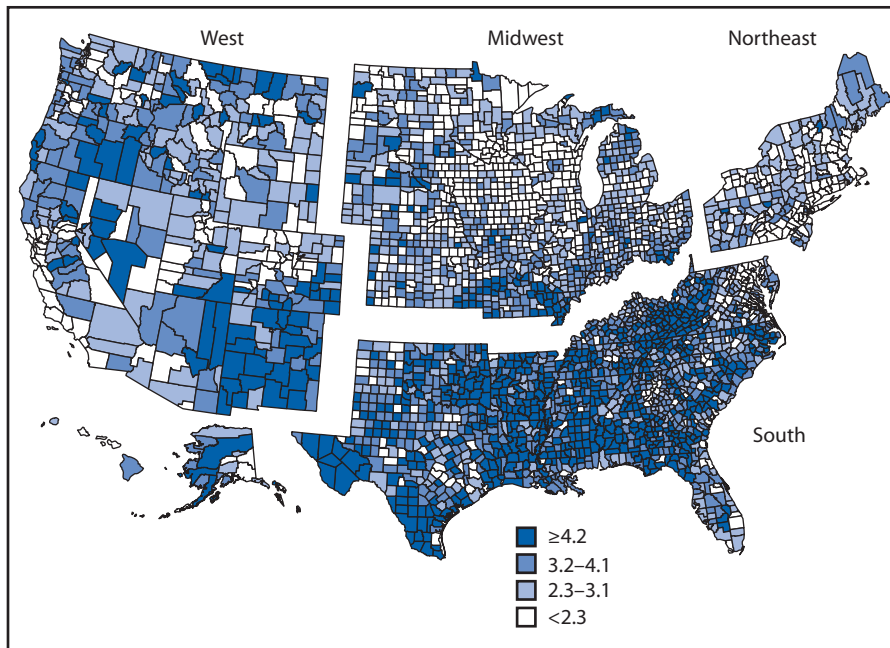 West
Midwest
Northeast
South
≥4.2
3.2–4.1
2.3–3.1
<2.3